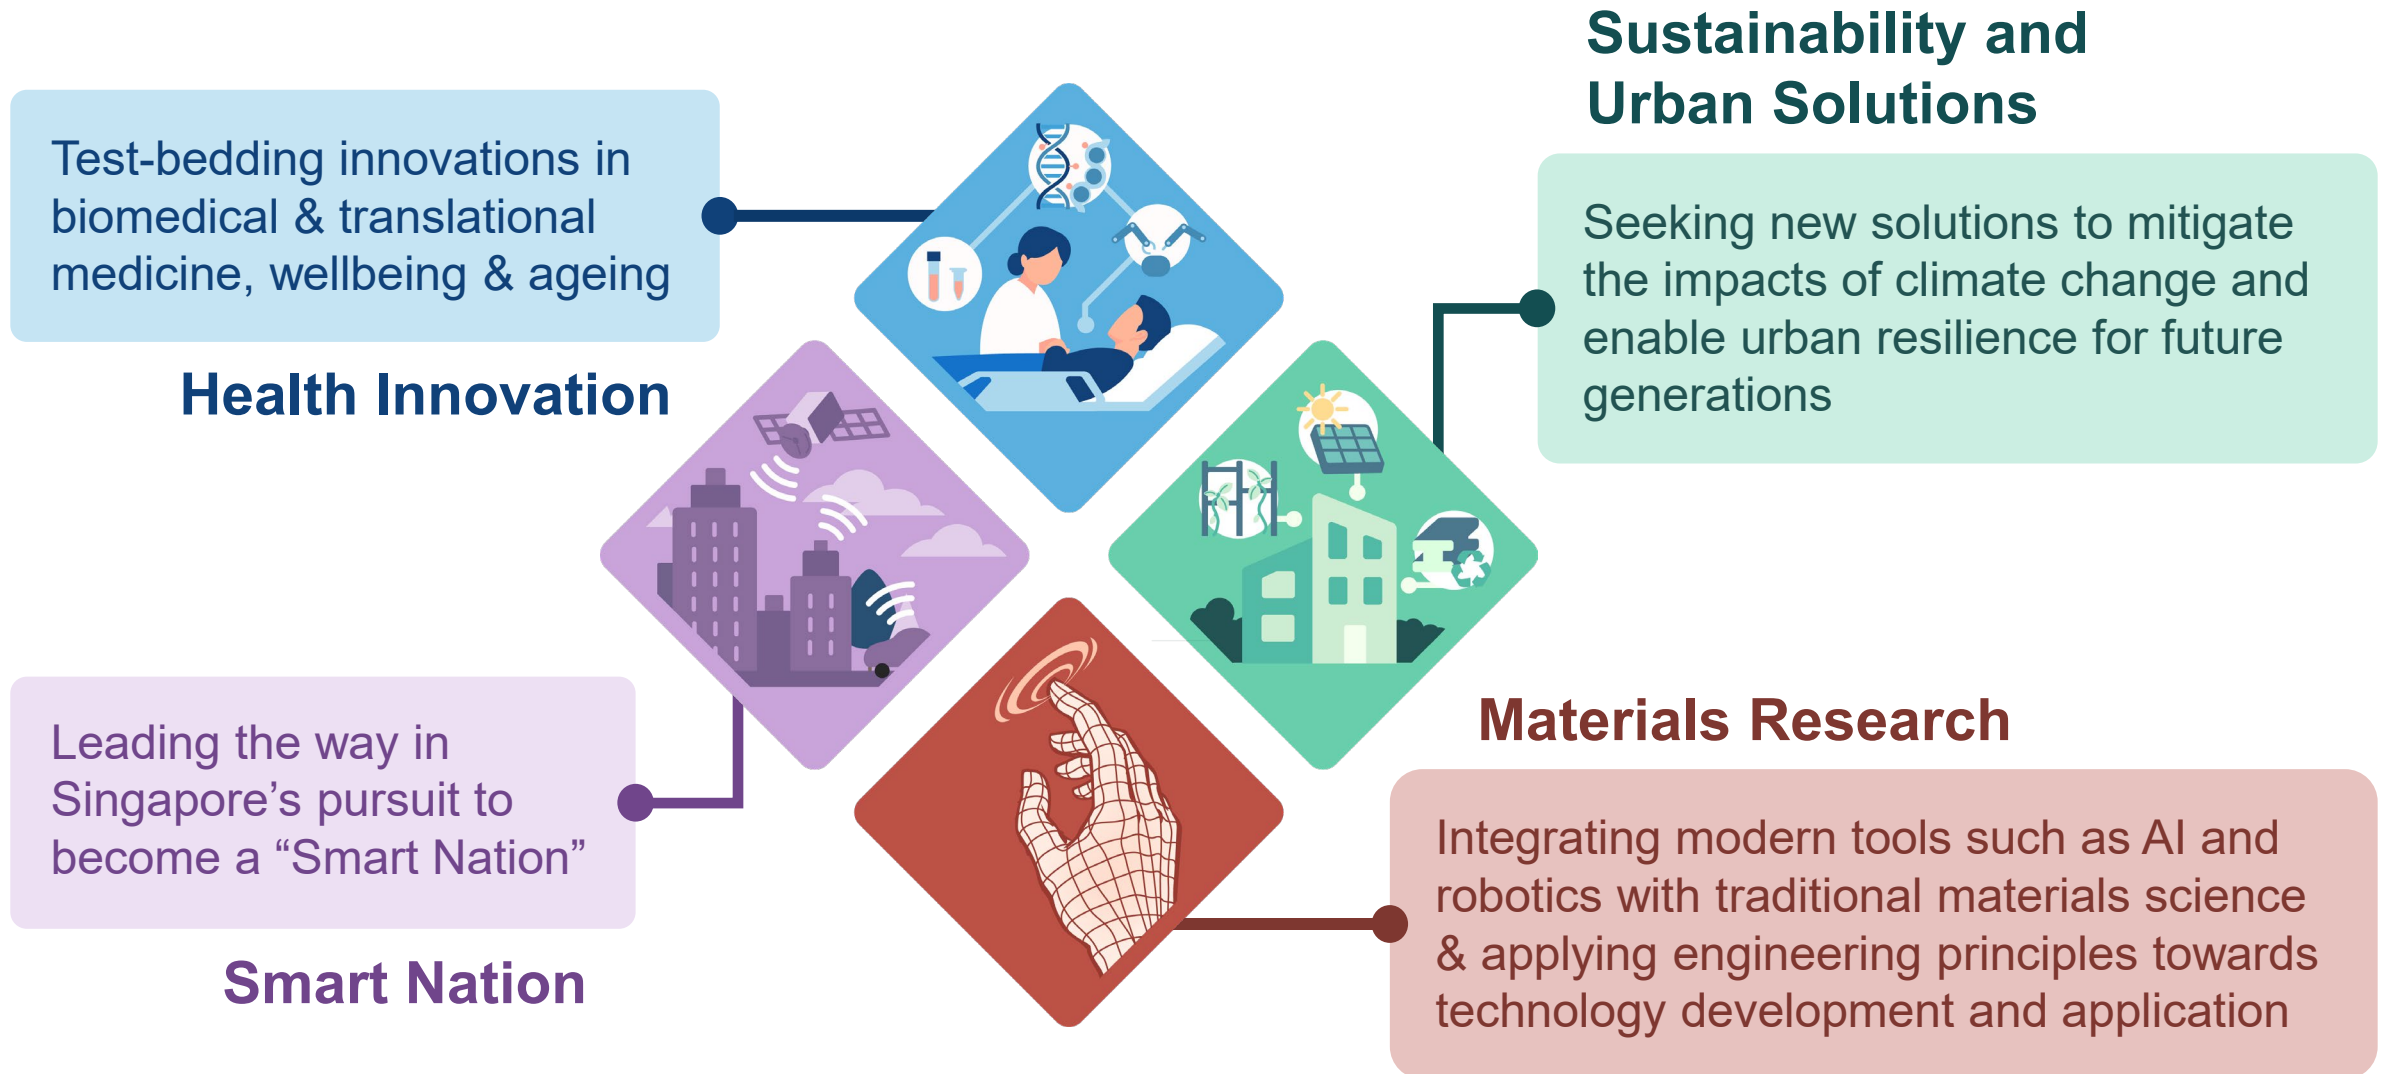 Test-bedding innovations in
biomedical & translational
medicine, wellbeing & ageing
Health Innovation
Sustainability and
Urban Solutions
Seeking new solutions to mitigate
the impacts of climate change and
enable urban resilience for future
generations
Leading the way in
Singapore’s pursuit to
become a “Smart Nation”
Smart Nation
Materials Research
Integrating modern tools such as AI and
robotics with traditional materials science
& applying engineering principles towards
technology development and application